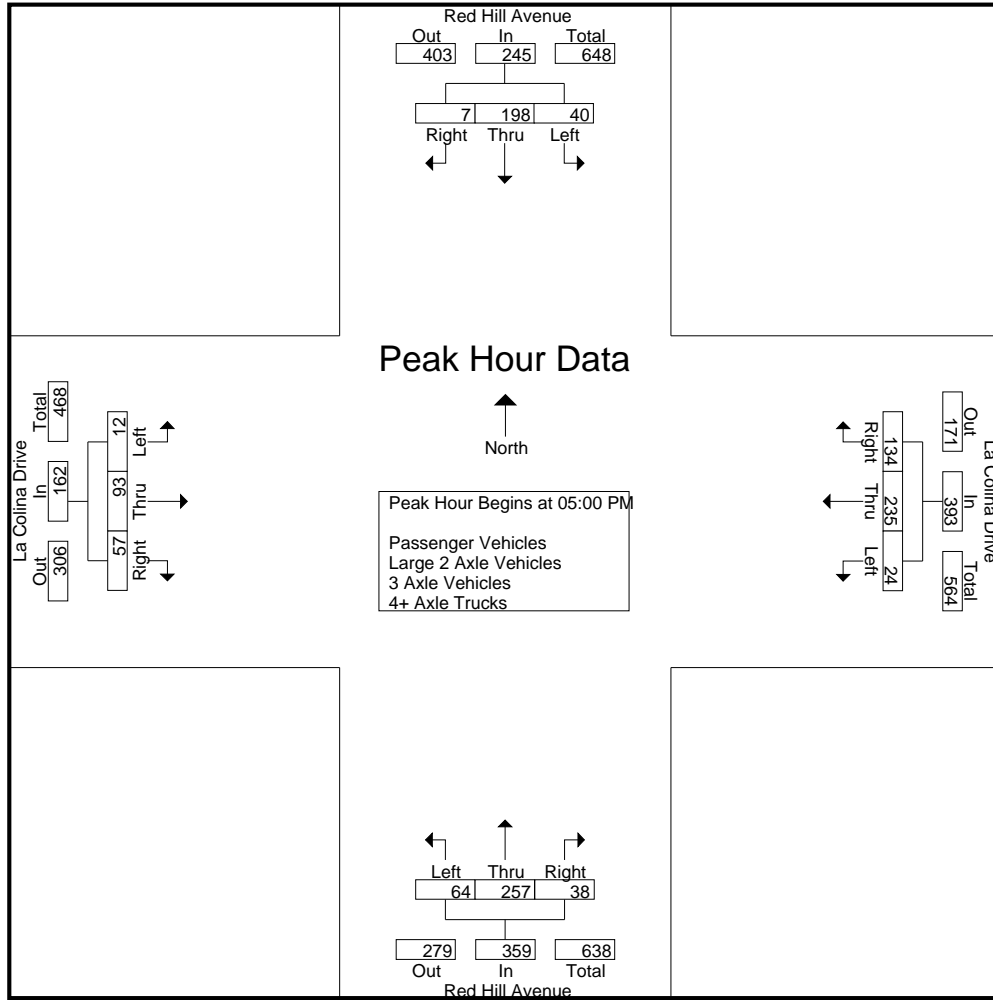 Red Hill Avenue
Out In Total
403 245 648
7 198 40
Right Thru Left
Peak Hour Data
North
Peak Hour Begins at 05:00 PM
Passenger Vehicles
Large 2 Axle Vehicles
3 Axle Vehicles
4+ Axle Trucks
La Colina Drive
Out In Total
306 162 468
57 93 12
Right Thru Left
La Colina Drive
Out In Total
171 393 564
134 235 24
Right Thru Left
Left Thru Right
64 257 38
279 359 638
Out In Total
Red Hill Avenue